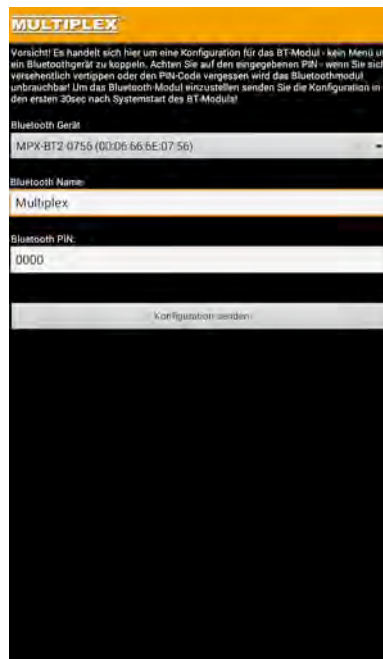 MULTIPLEX
Vorsicht! Es handelt sich hier um eine Konfiguration für das BT-Modul - kein Menü u
ein Bluetoothgerät zu koppeln. Achten Sie auf den eingegebenen PIN - wenn Sie sich
versehentlich vertippen oder den PIN-Code vergessen wird das Bluetoothmodul
unbrauchbar! Um das Bluetooth-Modul einzustellen senden Sie die Konfiguration in
den ersten 30sec nach Systemstart des BT-Moduls!
Bluetooth Gerät
MPX-BT2-0756 (00:06:66:6E:07:56)
Bluetooth Name:
Multiplex
Bluetooth PIN:
0000
Konfiguration senden